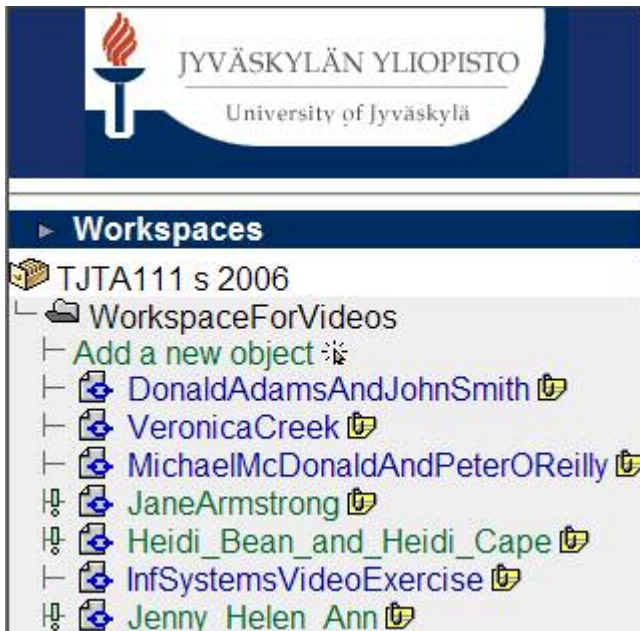 JYVÄSKYLÄN YLIOPISTO
University of Jyväskylä
Workspaces
TJTA111 s 2006
WorkspaceForVideos
Add a new object
DonaldAdamsAndJohnSmith
VeronicaCreek
MichaelMcDonaldAndPeterOReilly
JaneArmstrong
Heidi_Bean_and_Heidi_Cape
InfSystemsVideoExercise
Jenny_Helen_Ann